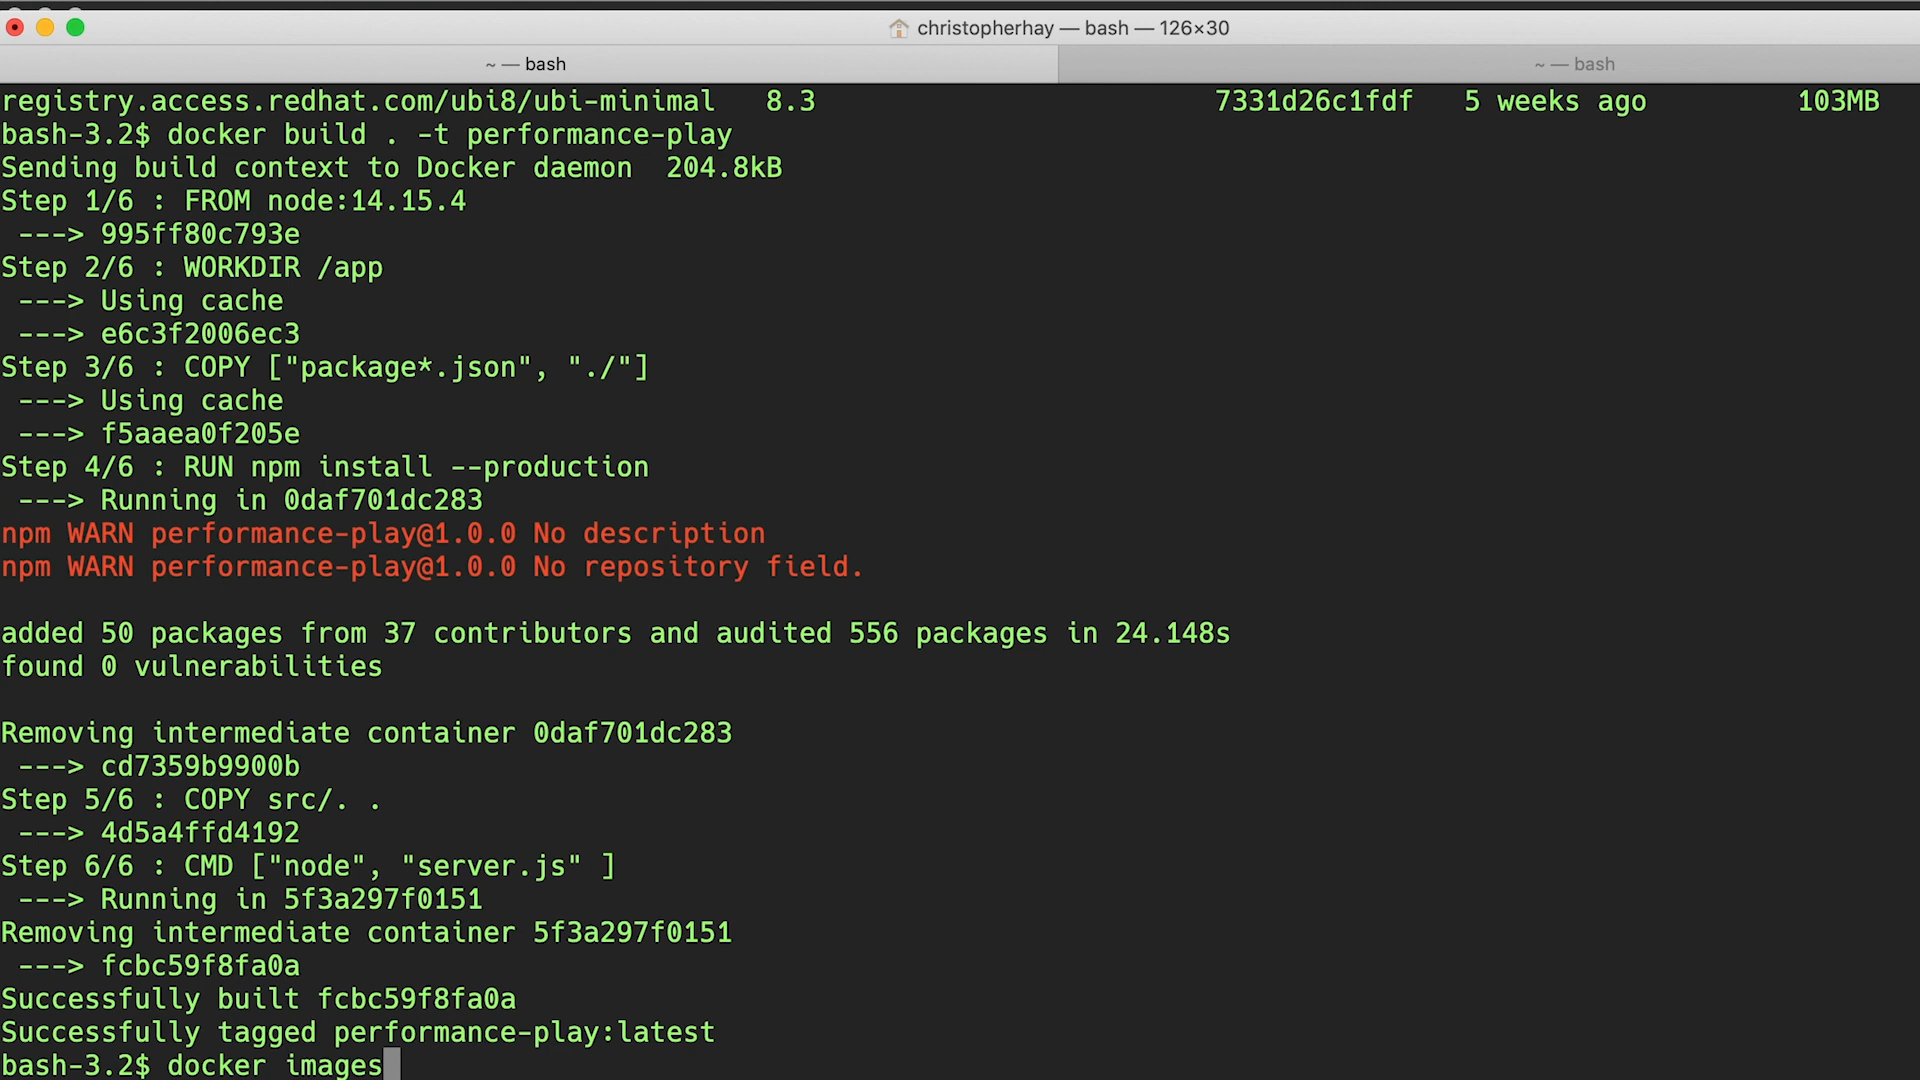 christopherhay — bash — 126×30
~ — bash
~ — bash
registry.access.redhat.com/ubi8/ubi-minimal 8.3 7331d26c1fdf 5 weeks ago 103MB
bash-3.2$ docker build . -t performance-play
Sending build context to Docker daemon 204.8kB
Step 1/6 : FROM node:14.15.4
---> 995ff80c793e
Step 2/6 : WORKDIR /app
---> Using cache
---> e6c3f2006ec3
Step 3/6 : COPY ["package*.json", "./"]
---> Using cache
---> f5aaea0f205e
Step 4/6 : RUN npm install --production
---> Running in 0daf701dc283
npm WARN performance-play@1.0.0 No description
npm WARN performance-play@1.0.0 No repository field.
added 50 packages from 37 contributors and audited 556 packages in 24.148s
found 0 vulnerabilities
Removing intermediate container 0daf701dc283
---> cd7359b9900b
Step 5/6 : COPY src/. .
---> 4d5a4ffd4192
Step 6/6 : CMD ["node", "server.js" ]
---> Running in 5f3a297f0151
Removing intermediate container 5f3a297f0151
---> fcbc59f8fa0a
Successfully built fcbc59f8fa0a
Successfully tagged performance-play:latest
bash-3.2$ docker images